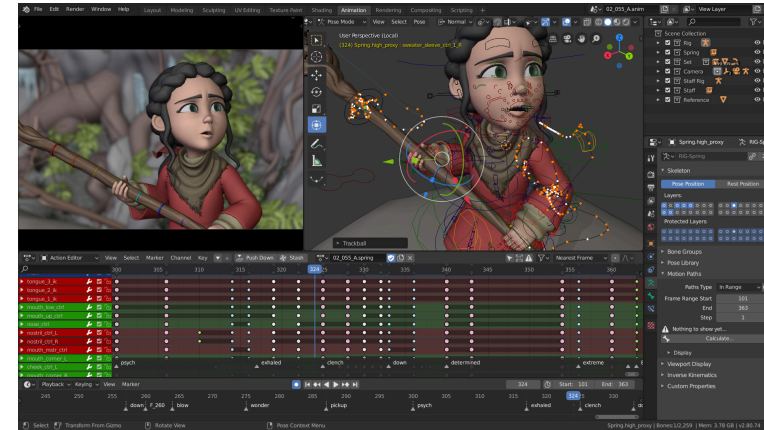 File Edit Render Window Help Layout Modeling Sculpting UV Editing Texture Paint Shading Animation Rendering Compositing Scripting + 02_055_A.anim View Layer
Pose Mode View Select Pose Normal
User Perspective (Local)
(324) Spring.high_proxy : sweater_sleeve_ctrl_1_R
Trackball
Scene Collection
Rig
Spring
Set
Camera
Staff Rig
Staff
Reference
Spring.high_proxy
RIG-Spring
Skeleton
Pose Position Rest Position
Layers:
Protected Layers:
Bone Groups
Pose Library
Motion Paths
Paths Type In Range
Frame Range Start 101
End 363
Step 1
Nothing to show yet...
Calculate...
Display
Viewport Display
Inverse Kinematics
Custom Properties
Action Editor View Select Marker Channel Key Push Down Stash 02_055_A.spring Nearest Frame
300 305 310 315 320 324 330 335 340 345 350 355 360
tongue_3_ik
tongue_2_ik
tongue_1_ik
mouth_low_ctrl
mouth_up_ctrl
nose_ctrl
nostril_ctrl_L
nostril_ctrl_R
mouth_mstr_ctrl
mouth_corner_L
cheek_ctrl_L
psych exhaled clench down determined extreme
Playback Keying View Marker 324 Start: 101 End: 363
245 250 255 260 265 270 275 280 285 290 295 300 305 310 315 320 324 330
down F_260 blow wonder pickup psych exhaled clench
Select Transform From Gizmo Rotate View Pose Context Menu Spring.high_proxy | Bones:1/2,259 | Mem: 3.78 GB | v2.80.74